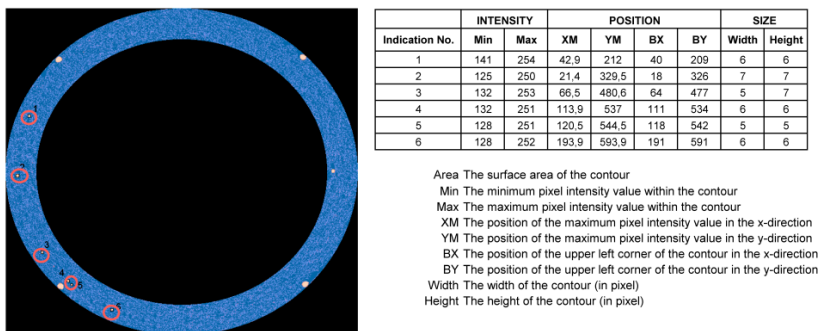 1
2
3
4
5
6
INTENSITY POSITION SIZE
Indication No. Min Max XM YM BX BY Width Height
1 141 254 42,9 212 40 209 6 6
2 125 250 21,4 329,5 18 326 7 7
3 132 253 66,5 480,6 64 477 5 7
4 132 251 113,9 537 111 534 6 6
5 128 251 120,5 544,5 118 542 5 5
6 128 252 193,9 593,9 191 591 6 6
Area The surface area of the contour
Min The minimum pixel intensity value within the contour
Max The maximum pixel intensity value within the contour
XM The position of the maximum pixel intensity value in the x-direction
YM The position of the maximum pixel intensity value in the y-direction
BX The position of the upper left corner of the contour in the x-direction
BY The position of the upper left corner of the contour in the y-direction
Width The width of the contour (in pixel)
Height The height of the contour (in pixel)